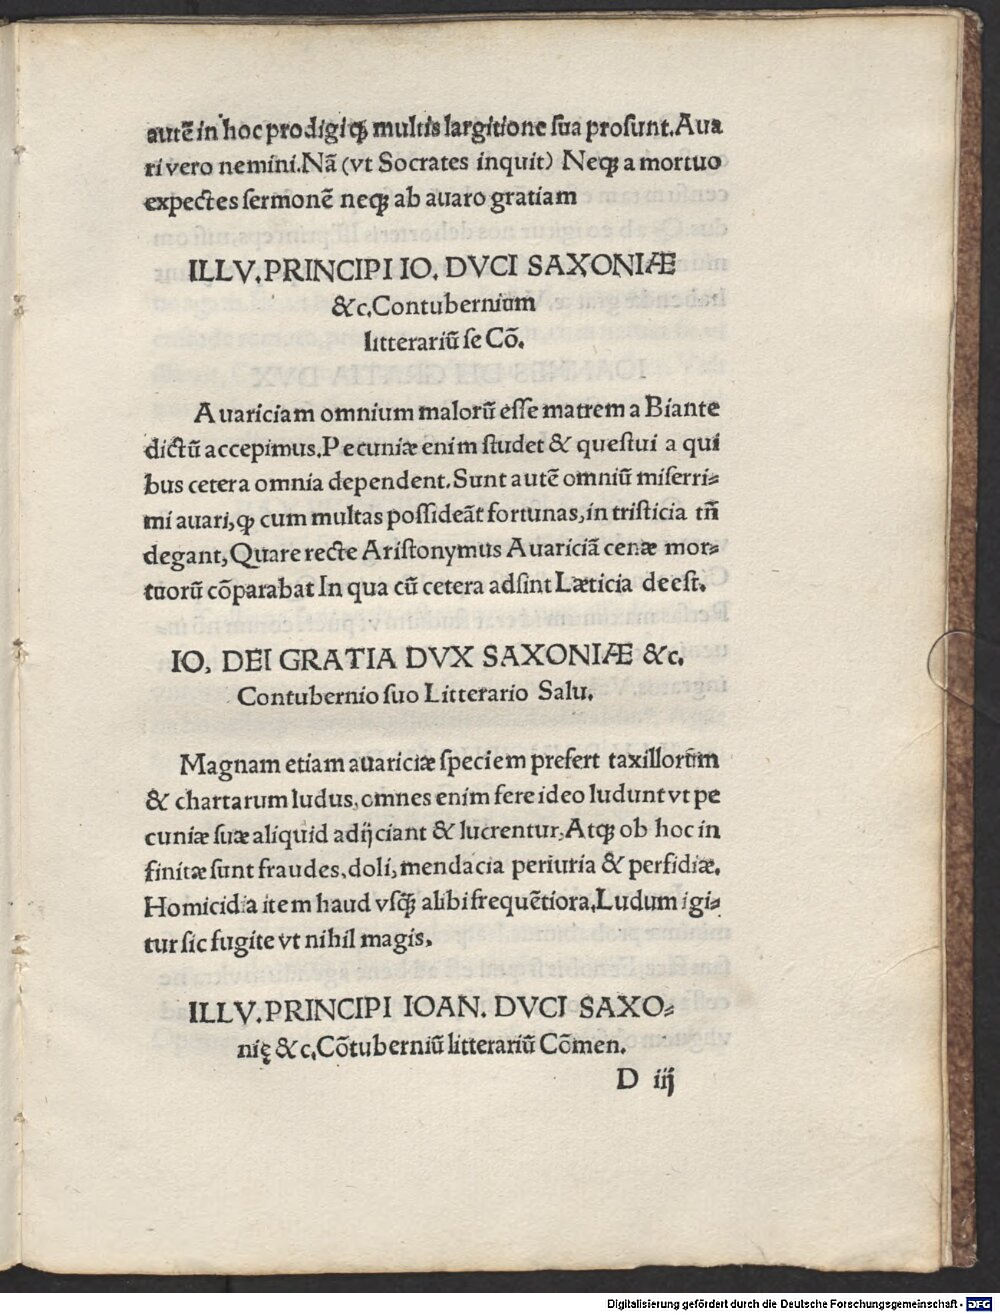 autē in hoc prodigi qꝫ multis largitione sua prosunt. Aua
ri vero nemini. Nā (vt Socrates inquit) Neqꝫ a mortuo
expectes sermonē neqꝫ ab auaro gratiam
ILLV. PRINCIPI IO. DVCI SAXONIÆ
&c. Contubernium
litterariū se Cō.
Auariciam omnium malorū esse matrem a Biante
dictū accepimus. Pecuniæ enim studet & questui a qui
bus cetera omnia dependent. Sunt autē omniū miserri⸗
mi auari, qꝫ cum multas possideāt fortunas, in tristicia tñ
degant, Quare recte Aristonymus Auariciā cenæ mor⸗
tuorū cōparabat In qua cū cetera adsint Læticia deest.
IO. DEI GRATIA DVX SAXONIÆ &c.
Contubernio suo Litterario Salu.
Magnam etiam auariciæ speciem prefert taxillorūm
& chartarum ludus, omnes enim fere ideo ludunt vt pe
cuniæ suæ aliquid adijciant & lucrentur, Atqꝫ ob hoc in
finitæ sunt fraudes, doli, mendacia periuria & perfidiæ.
Homicidia item haud vsqꝫ̄ alibi frequētiora. Ludum igi⸗
tur sic fugite vt nihil magis.
ILLV. PRINCIPI IOAN. DVCI SAXO⸗
nię &c. Cōtuberniū litterariū Cōmen.
D iij
Digitalisierung gefördert durch die Deutsche Forschungsgemeinschaft - DFG